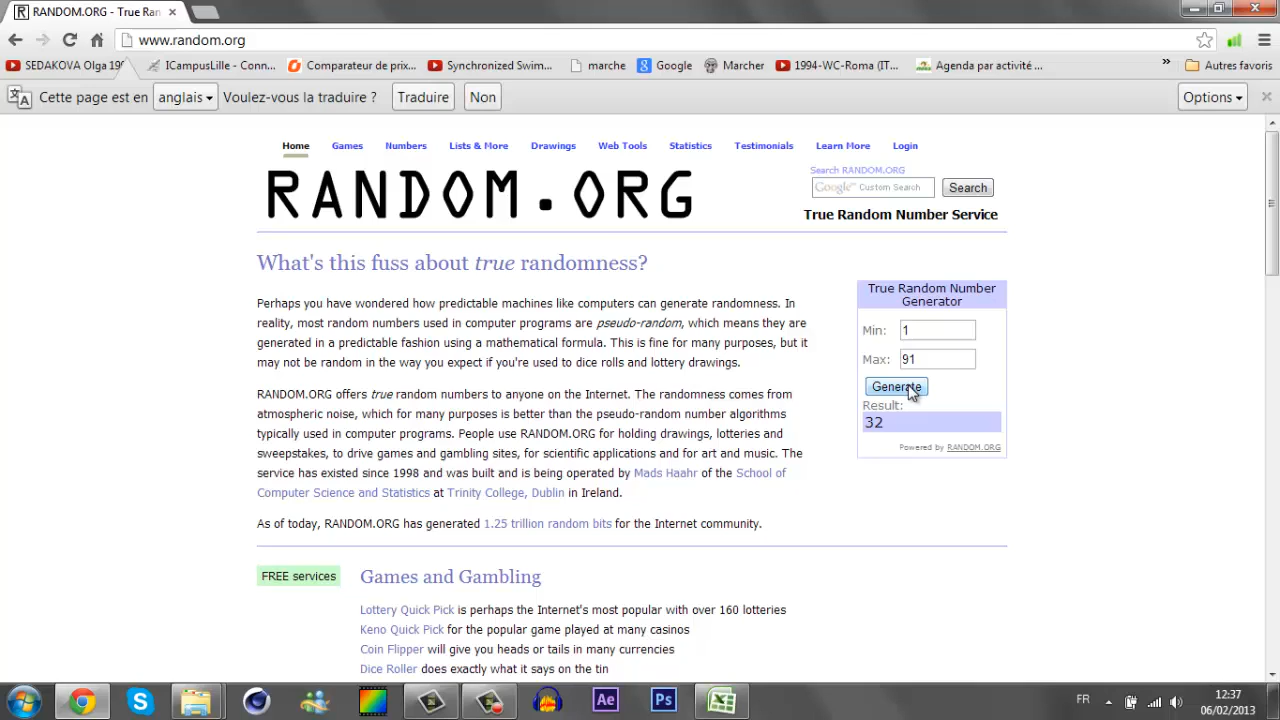 RANDOM.ORG - True Ran
www.random.org
SEDAKOVA Olga 19
ICampusLille - Conn...
Comparateur de prix...
Synchronized Swim...
marche
Google
Marcher
1994-WC-Roma (IT...
Agenda par activité ...
»
Autres favoris
Cette page est en
anglais
Voulez-vous la traduire ?
Traduire
Non
Options
Home Games Numbers Lists & More Drawings Web Tools Statistics Testimonials Learn More Login
RANDOM.ORG
Search RANDOM.ORG
Google™ Custom Search
Search
True Random Number Service
What's this fuss about true randomness?
Perhaps you have wondered how predictable machines like computers can generate randomness. In
reality, most random numbers used in computer programs are pseudo-random, which means they are
generated in a predictable fashion using a mathematical formula. This is fine for many purposes, but it
may not be random in the way you expect if you're used to dice rolls and lottery drawings.
RANDOM.ORG offers true random numbers to anyone on the Internet. The randomness comes from
atmospheric noise, which for many purposes is better than the pseudo-random number algorithms
typically used in computer programs. People use RANDOM.ORG for holding drawings, lotteries and
sweepstakes, to drive games and gambling sites, for scientific applications and for art and music. The
service has existed since 1998 and was built and is being operated by Mads Haahr of the School of
Computer Science and Statistics at Trinity College, Dublin in Ireland.
As of today, RANDOM.ORG has generated 1.25 trillion random bits for the Internet community.
True Random Number
Generator
Min: 1
Max: 91
Generate
Result:
32
Powered by RANDOM.ORG
FREE services
Games and Gambling
Lottery Quick Pick is perhaps the Internet's most popular with over 160 lotteries
Keno Quick Pick for the popular game played at many casinos
Coin Flipper will give you heads or tails in many currencies
Dice Roller does exactly what it says on the tin
Ae
Ps
FR
12:37
06/02/2013